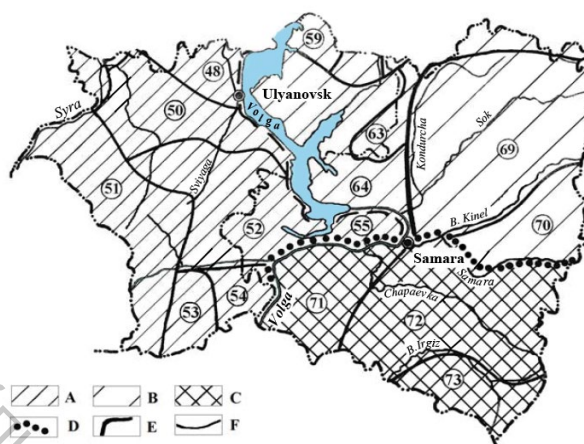 59
48
Ulyanovsk
50
Syra
Volga
63
Kondurcha
Sok
69
Sviyaga
51
64
52
55
B. Kinel
70
Samara
Samara
54
Volga
71
Chapaevka
53
72
B.Irgiz
73
A B C
D E F